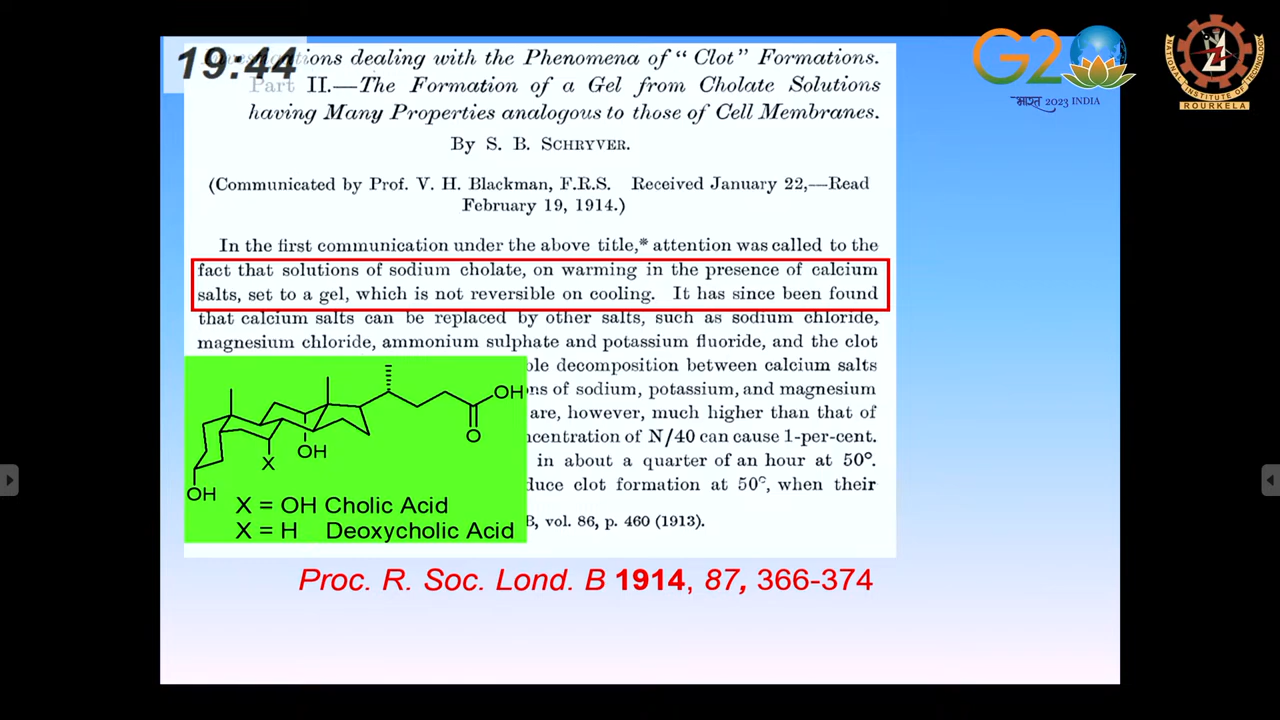 19:44
ions dealing with the Phenomena of “Clot” Formations.
Part II.—The Formation of a Gel from Cholate Solutions
having Many Properties analogous to those of Cell Membranes.
By S. B. SCHRYVER.
(Communicated by Prof. V. H. Blackman, F.R.S. Received January 22,—Read
February 19, 1914.)
In the first communication under the above title,* attention was called to the
fact that solutions of sodium cholate, on warming in the presence of calcium
salts, set to a gel, which is not reversible on cooling. It has since been found
that calcium salts can be replaced by other salts, such as sodium chloride,
magnesium chloride, ammonium sulphate and potassium fluoride, and the clot
ble decomposition between calcium salts
ns of sodium, potassium, and magnesium
are, however, much higher than that of
ncentration of N/40 can cause 1-per-cent.
in about a quarter of an hour at 50°.
duce clot formation at 50°, when their
B, vol. 86, p. 460 (1913).
OH
O
OH
X
OH
X = OH Cholic Acid
X = H Deoxycholic Acid
Proc. R. Soc. Lond. B 1914, 87, 366-374
G2
भारत 2023 INDIA
NATIONAL INSTITUTE OF TECHNOLOGY
ROURKELA